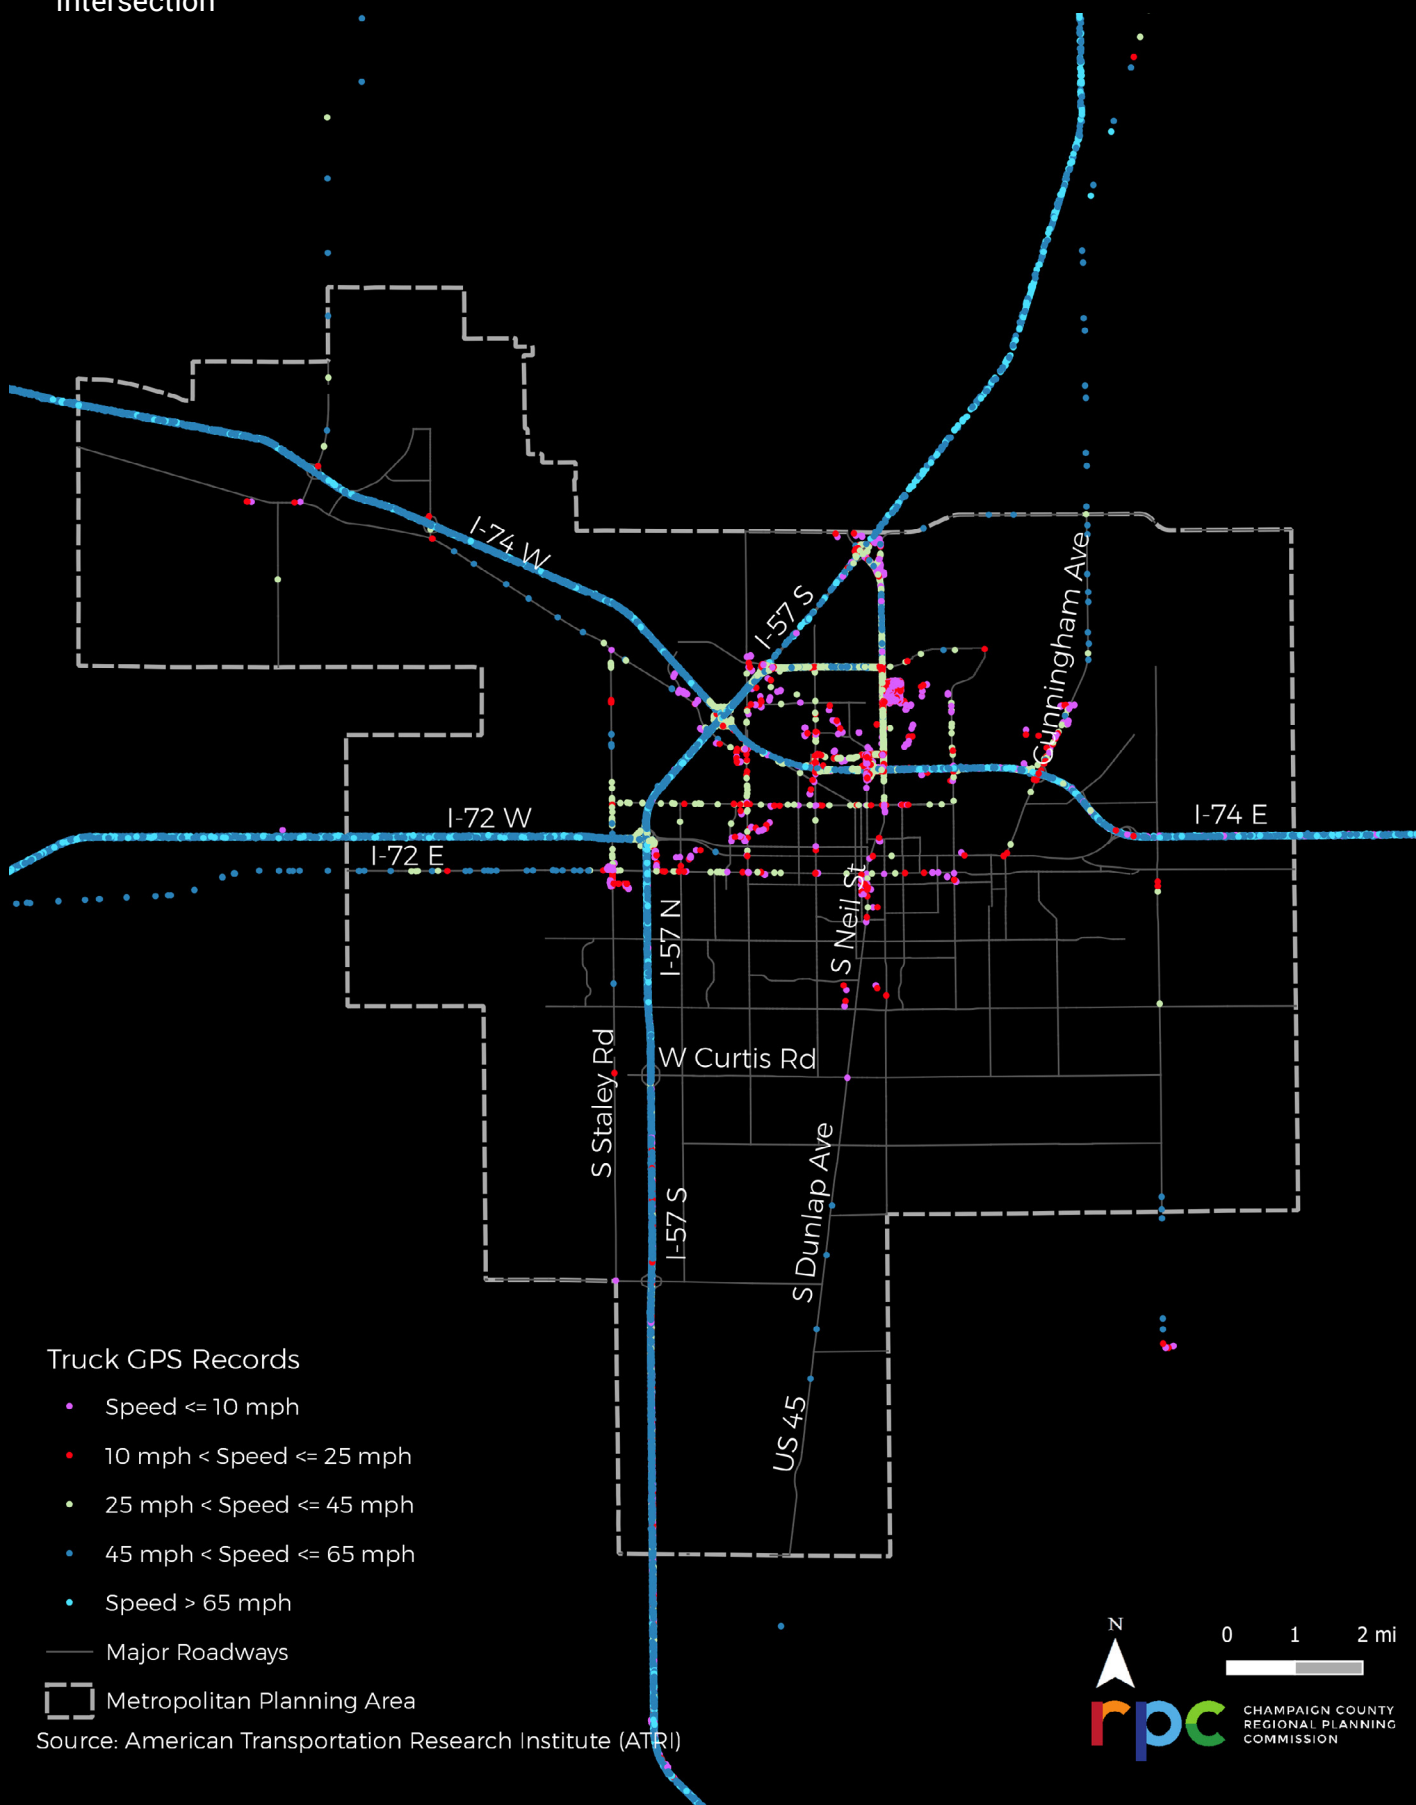 Intersection
I-74 W
I-57 S
Cunningham Ave
I-72 W
I-74 E
I-72 E
I-57 N
S Neil St
S Staley Rd
W Curtis Rd
I-57 S
S Dunlap Ave
US 45
Truck GPS Records
Speed <= 10 mph
10 mph < Speed <= 25 mph
25 mph < Speed <= 45 mph
45 mph < Speed <= 65 mph
Speed > 65 mph
Major Roadways
Metropolitan Planning Area
Source: American Transportation Research Institute (ATRI)
N
0 1 2 mi
rpc
CHAMPAIGN COUNTY
REGIONAL PLANNING
COMMISSION